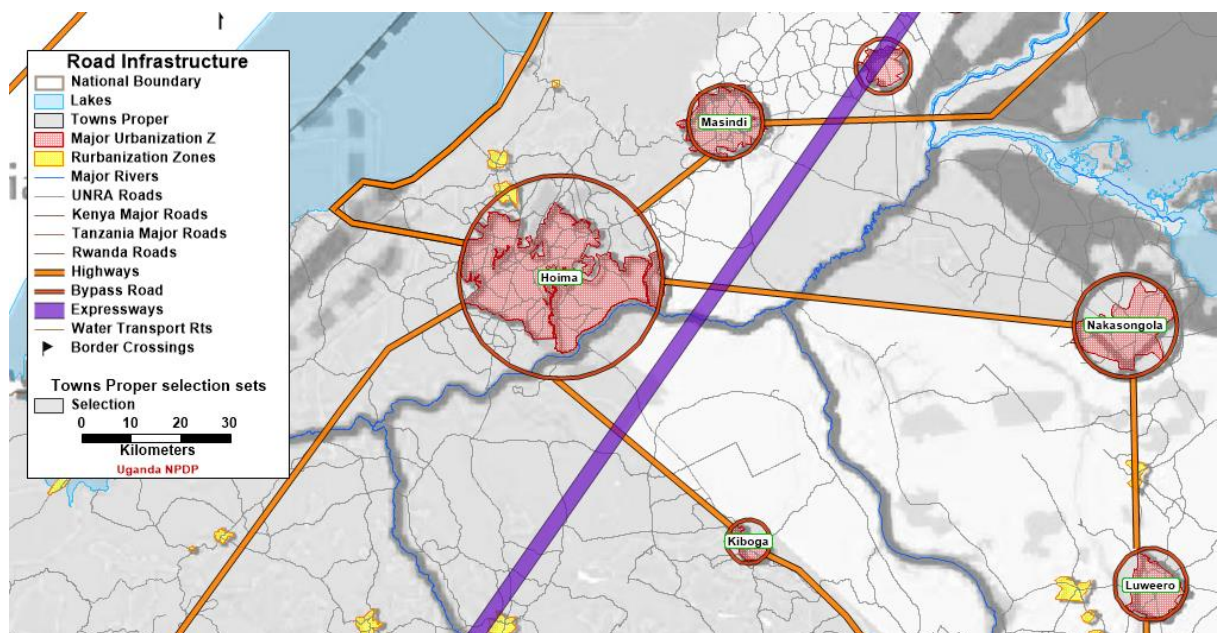 Road Infrastructure
National Boundary
Lakes
Towns Proper
Major Urbanization Z
Rurbanization Zones
Major Rivers
UNRA Roads
Kenya Major Roads
Tanzania Major Roads
Rwanda Roads
Highways
Bypass Road
Expressways
Water Transport Rts
Border Crossings
Towns Proper selection sets
Selection
0 10 20 30
Kilometers
Uganda NPDP
Masindi
Hoima
Nakasongola
Kiboga
Luweero